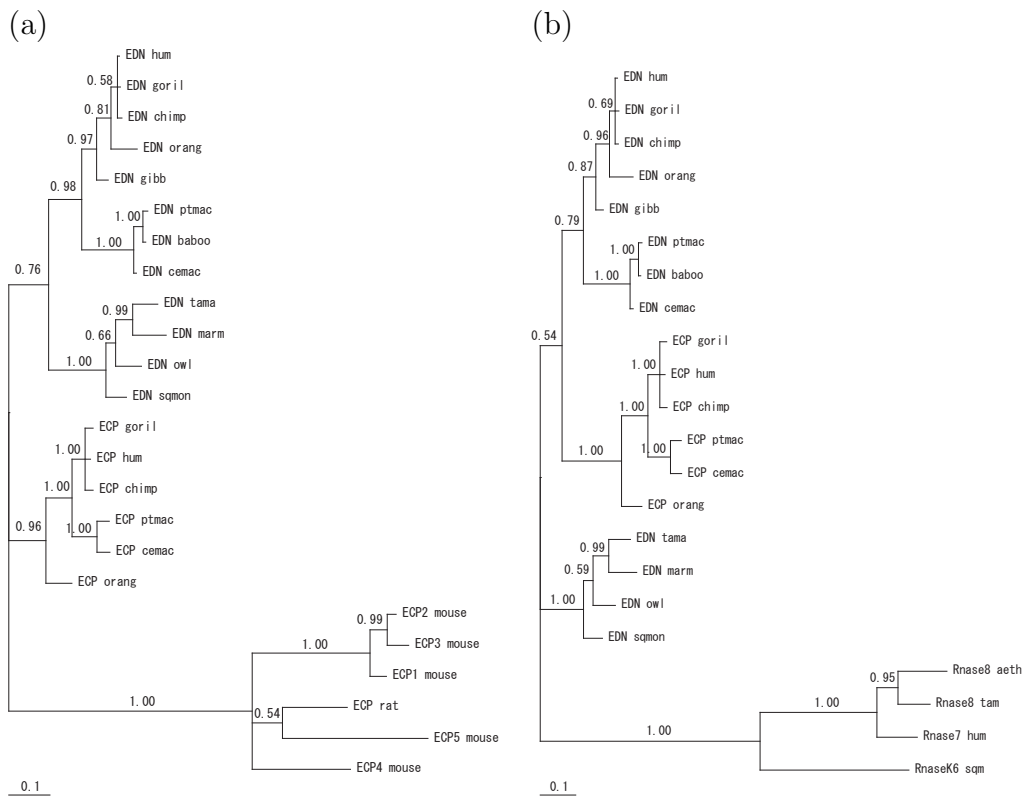 (a)
EDN hum
0.58
EDN goril
0.81
EDN chimp
0.97
EDN orang
EDN gibb
0.98
EDN ptmac
1.00
EDN baboo
1.00
EDN cemac
0.76
EDN tama
0.99
EDN marm
0.66
EDN owl
1.00
EDN sqmon
ECP goril
1.00
ECP hum
1.00
ECP chimp
ECP ptmac
0.96
1.00
ECP cemac
ECP orang
ECP2 mouse
0.99
ECP3 mouse
1.00
ECP1 mouse
1.00
ECP rat
0.54
ECP5 mouse
ECP4 mouse
0.1
(b)
EDN hum
0.69
EDN goril
0.96
EDN chimp
0.87
EDN orang
EDN gibb
0.79
EDN ptmac
1.00
EDN baboo
1.00
EDN cemac
0.54
ECP goril
1.00
ECP hum
1.00
ECP chimp
ECP ptmac
1.00
1.00
ECP cemac
ECP orang
EDN tama
0.99
EDN marm
0.59
EDN owl
1.00
EDN sqmon
Rnase8 aeth
0.95
Rnase8 tam
1.00
Rnase7 hum
1.00
RnaseK6 sqm
0.1